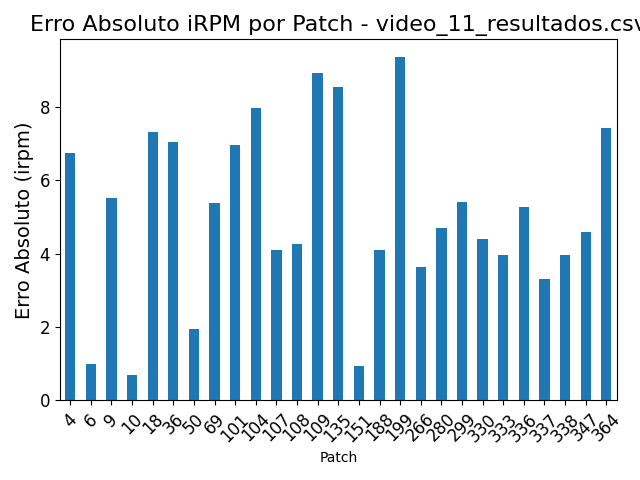 Erro Absoluto iRPM por Patch - video_11_resultados.csv
Erro Absoluto (irpm)
8
6
4
2
0
4 6 9 10 18 36 50 69 101 104 107 108 109 135 151 188 199 266 280 299 330 333 336 337 338 347 364
Patch